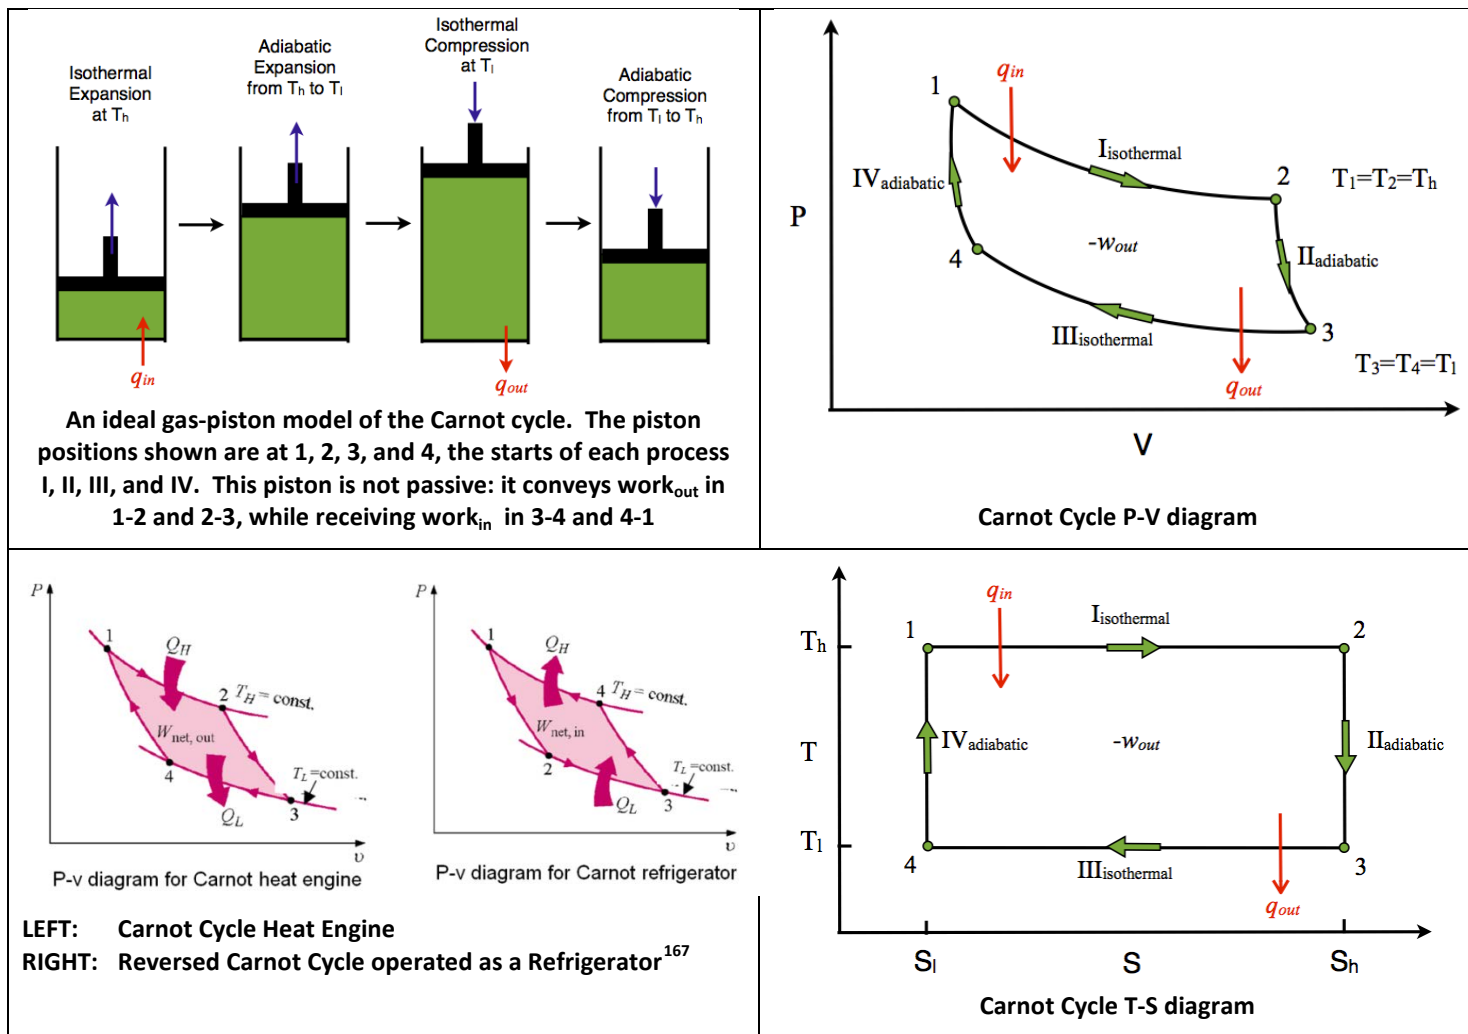 Isothermal
Expansion
at Tₕ
Adiabatic
Expansion
from Tₕ to Tₗ
Isothermal
Compression
at Tₗ
Adiabatic
Compression
from Tₗ to Tₕ
qin
qout
An ideal gas-piston model of the Carnot cycle.  The piston
positions shown are at 1, 2, 3, and 4, the starts of each process
I, II, III, and IV.  This piston is not passive: it conveys workout in
1-2 and 2-3, while receiving workin  in 3-4 and 4-1
P
1
qin
Iisothermal
2
T₁=T₂=Tₕ
IVadiabatic
-wout
IIadiabatic
4
IIIisothermal
3
T₃=T₄=Tₗ
qout
V
Carnot Cycle P-V diagram
P
1
QH
2
TH = const.
Wnet, out
4
TL =const.
QL
3
υ
P-v diagram for Carnot heat engine
P
1
QH
4
TH = const.
Wnet, in
2
TL =const.
QL
3
υ
P-v diagram for Carnot refrigerator
LEFT: Carnot Cycle Heat Engine
RIGHT: Reversed Carnot Cycle operated as a Refrigerator¹⁶⁷
qin
Iisothermal
Tₕ
1
2
T
IVadiabatic
-wout
IIadiabatic
Tₗ
4
IIIisothermal
3
qout
Sₗ
S
Sₕ
Carnot Cycle T-S diagram